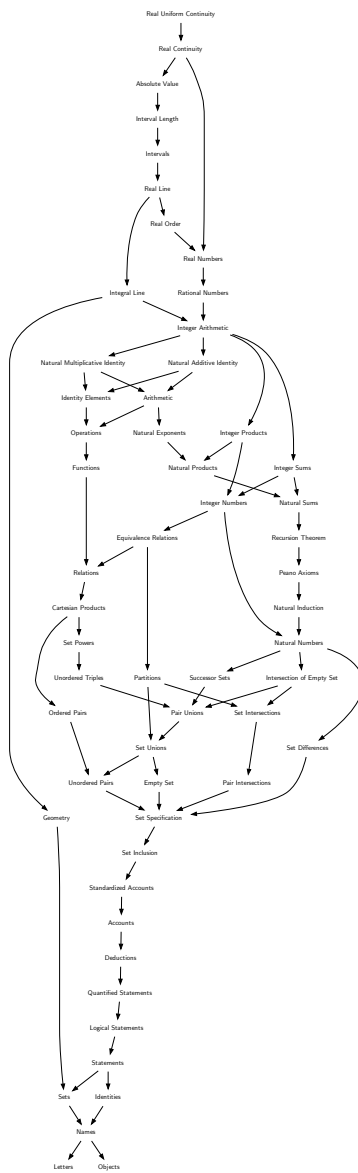 Real Uniform Continuity
Real Continuity
Absolute Value
Interval Length
Intervals
Real Line
Real Order
Real Numbers
Integral Line
Rational Numbers
Integer Arithmetic
Natural Multiplicative Identity
Natural Additive Identity
Identity Elements
Arithmetic
Operations
Natural Exponents
Integer Products
Functions
Natural Products
Integer Sums
Integer Numbers
Natural Sums
Equivalence Relations
Recursion Theorem
Relations
Peano Axioms
Cartesian Products
Natural Induction
Set Powers
Natural Numbers
Unordered Triples
Partitions
Successor Sets
Intersection of Empty Set
Ordered Pairs
Pair Unions
Set Intersections
Set Unions
Set Differences
Unordered Pairs
Empty Set
Pair Intersections
Geometry
Set Specification
Set Inclusion
Standardized Accounts
Accounts
Deductions
Quantified Statements
Logical Statements
Statements
Sets
Identities
Names
Letters
Objects